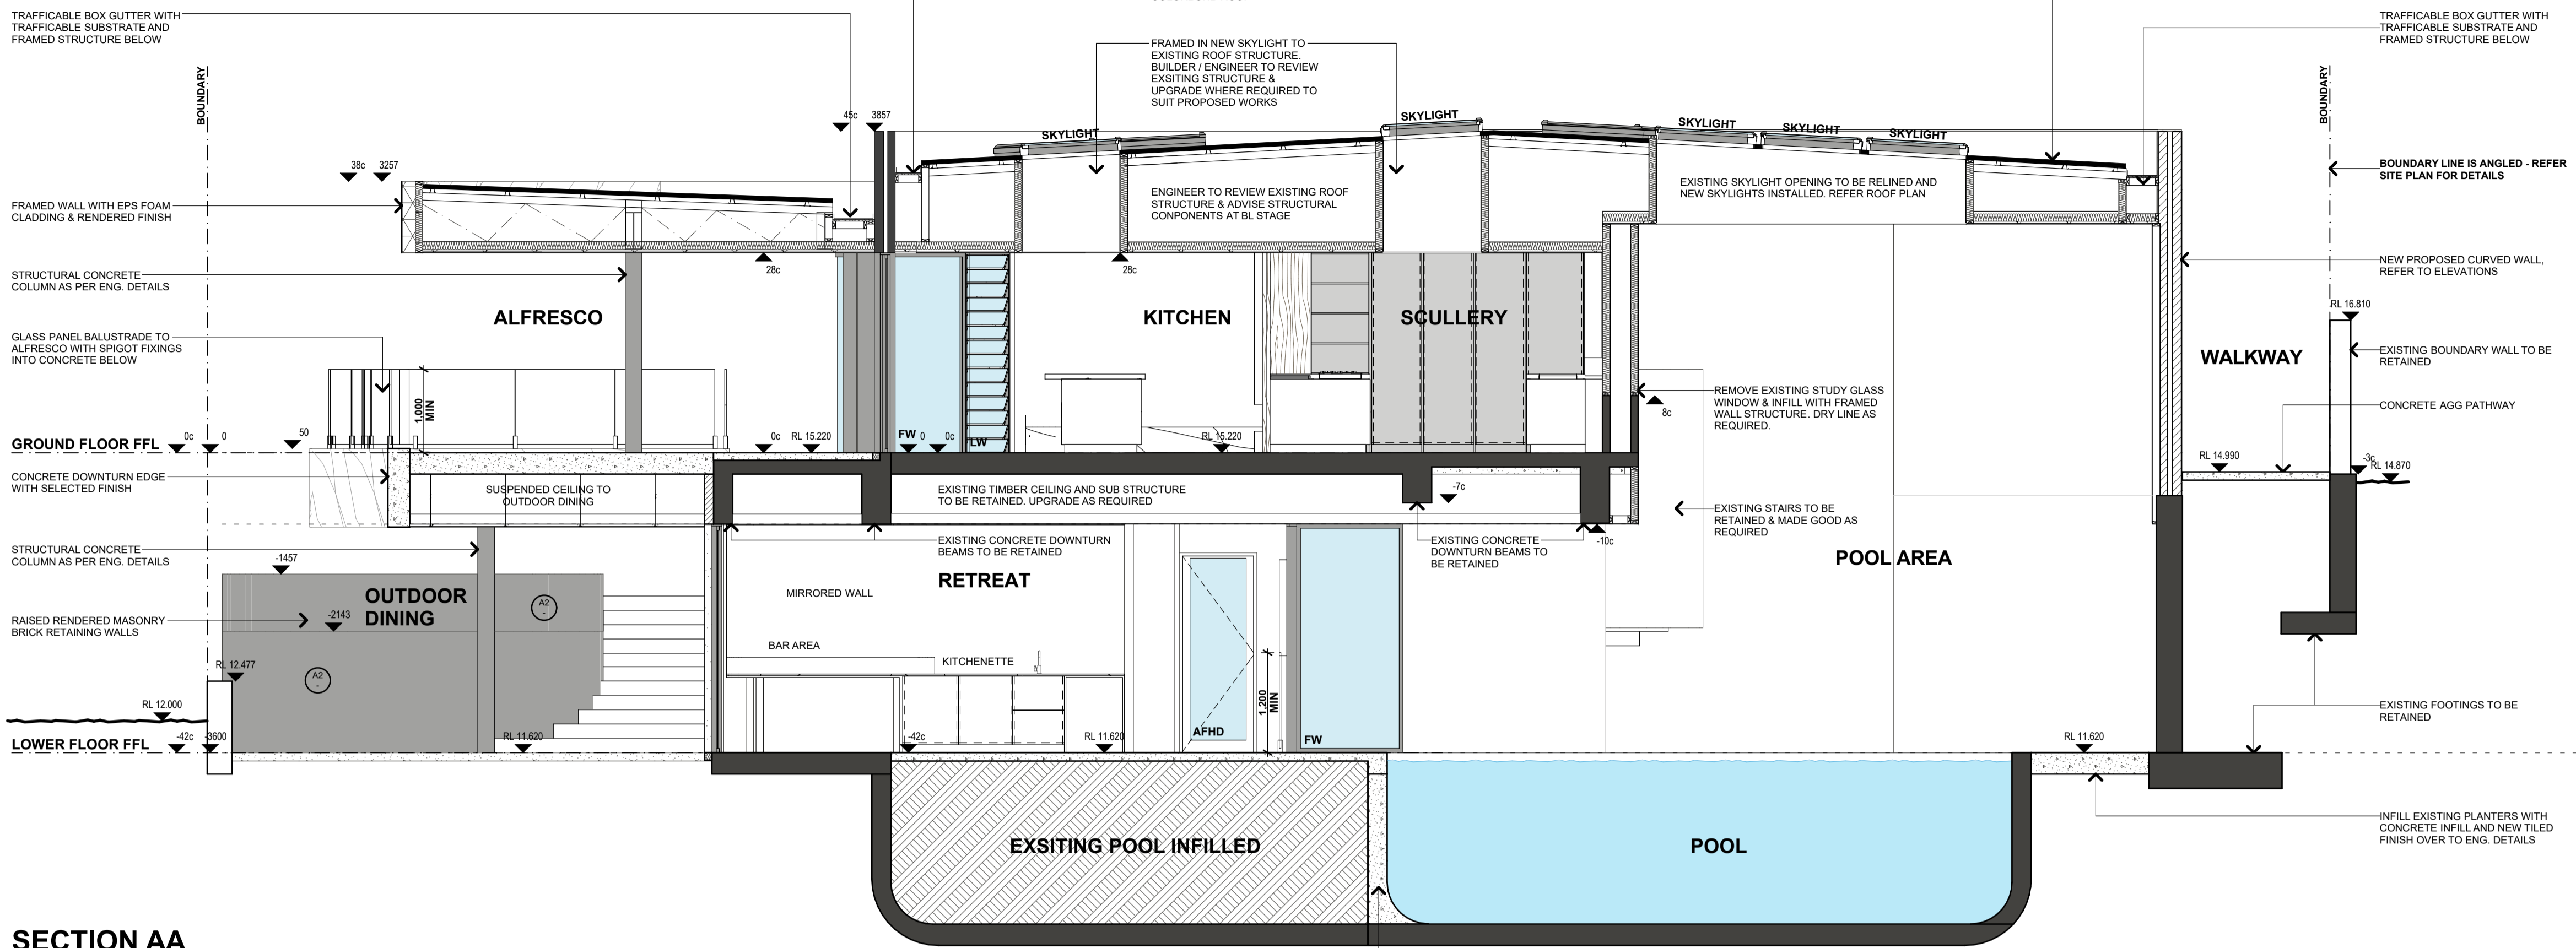 TRAFFICABLE BOX GUTTER WITH
TRAFFICABLE SUBSTRATE AND
FRAMED STRUCTURE BELOW
FRAMED IN NEW SKYLIGHT TO
EXISTING ROOF STRUCTURE.
BUILDER / ENGINEER TO REVIEW
EXSITING STRUCTURE &
UPGRADE WHERE REQUIRED TO
SUIT PROPOSED WORKS
TRAFFICABLE BOX GUTTER WITH
TRAFFICABLE SUBSTRATE AND
FRAMED STRUCTURE BELOW
BOUNDARY
BOUNDARY
45c 3857
SKYLIGHT
SKYLIGHT
SKYLIGHT
SKYLIGHT
SKYLIGHT
38c 3257
BOUNDARY LINE IS ANGLED - REFER
SITE PLAN FOR DETAILS
FRAMED WALL WITH EPS FOAM
CLADDING & RENDERED FINISH
ENGINEER TO REVIEW EXISTING ROOF
STRUCTURE & ADVISE STRUCTURAL
CONPONENTS AT BL STAGE
EXISTING SKYLIGHT OPENING TO BE RELINED AND
NEW SKYLIGHTS INSTALLED. REFER ROOF PLAN
STRUCTURAL CONCRETE
COLUMN AS PER ENG. DETAILS
28c
28c
NEW PROPOSED CURVED WALL,
REFER TO ELEVATIONS
ALFRESCO
KITCHEN
SCULLERY
RL 16.810
GLASS PANEL BALUSTRADE TO
ALFRESCO WITH SPIGOT FIXINGS
INTO CONCRETE BELOW
WALKWAY
EXISTING BOUNDARY WALL TO BE
RETAINED
1,000
MIN
REMOVE EXISTING STUDY GLASS
WINDOW & INFILL WITH FRAMED
WALL STRUCTURE. DRY LINE AS
REQUIRED.
8c
CONCRETE AGG PATHWAY
GROUND FLOOR FFL
0c 0
50
0c RL 15.220
FW 0 0c LW
RL 15.220
RL 14.990
-3c
RL 14.870
CONCRETE DOWNTURN EDGE
WITH SELECTED FINISH
SUSPENDED CEILING TO
OUTDOOR DINING
EXISTING TIMBER CEILING AND SUB STRUCTURE
TO BE RETAINED. UPGRADE AS REQUIRED
-7c
EXISTING STAIRS TO BE
RETAINED & MADE GOOD AS
REQUIRED
STRUCTURAL CONCRETE
COLUMN AS PER ENG. DETAILS
EXISTING CONCRETE DOWNTURN
BEAMS TO BE RETAINED
EXISTING CONCRETE
DOWNTURN BEAMS TO
BE RETAINED
-10c
-1457
RETREAT
POOL AREA
OUTDOOR
DINING
A2
-
-2143
MIRRORED WALL
RAISED RENDERED MASONRY
BRICK RETAINING WALLS
BAR AREA
KITCHENETTE
RL 12.477
A2
-
1,200
MIN
RL 12.000
EXISTING FOOTINGS TO BE
RETAINED
LOWER FLOOR FFL
-42c -3600
RL 11.620
-42c
RL 11.620
AFHD
FW
RL 11.620
INFILL EXISTING PLANTERS WITH
CONCRETE INFILL AND NEW TILED
FINISH OVER TO ENG. DETAILS
EXSITING POOL INFILLED
POOL
SECTION AA